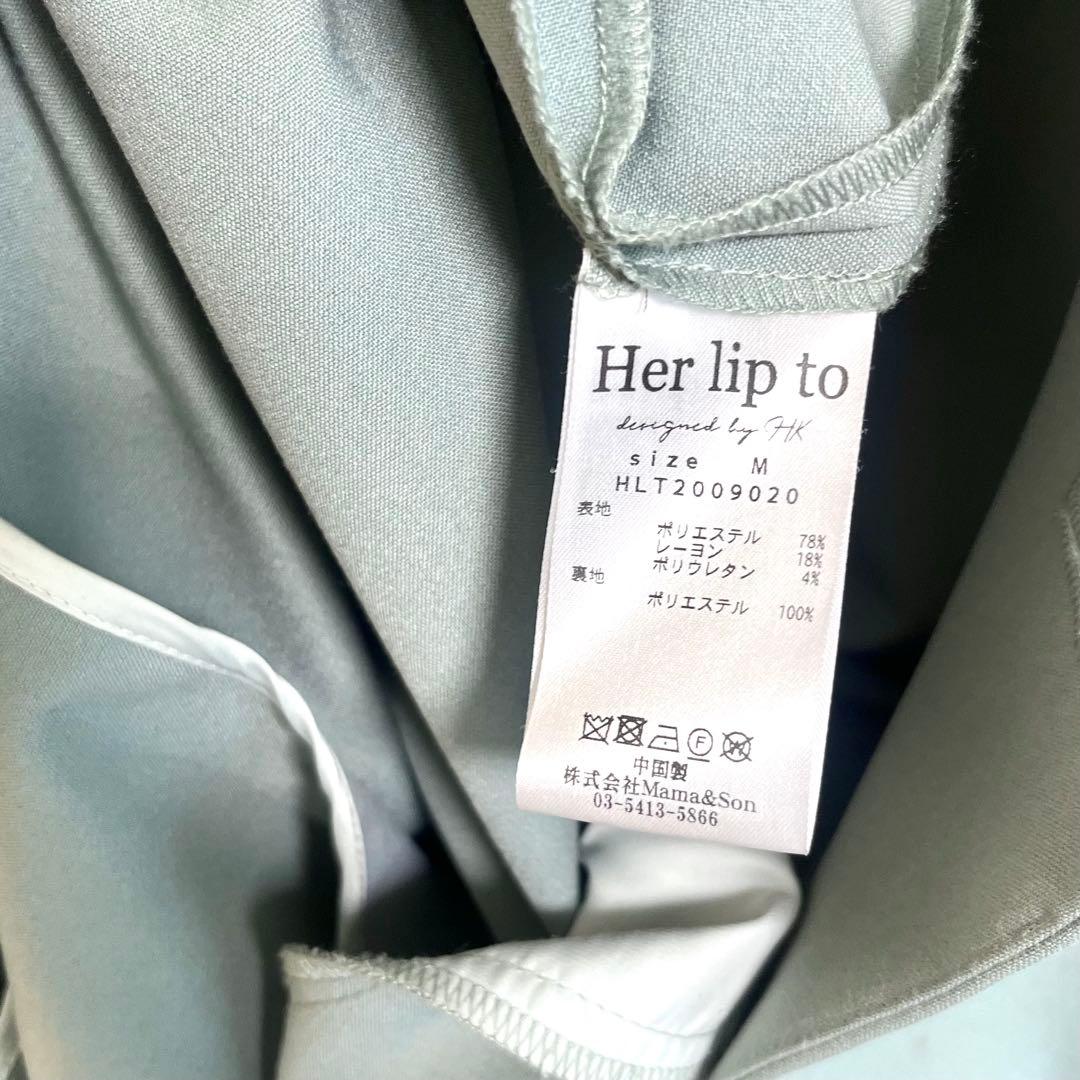 Her lip to
designed by HK
size M
HLT2009020
表地
ポリエステル 78%
レーヨン 18%
ポリウレタン 4%
裏地
ポリエステル 100%
F W
中国製
株式会社Mama&Son
03-5413-5866